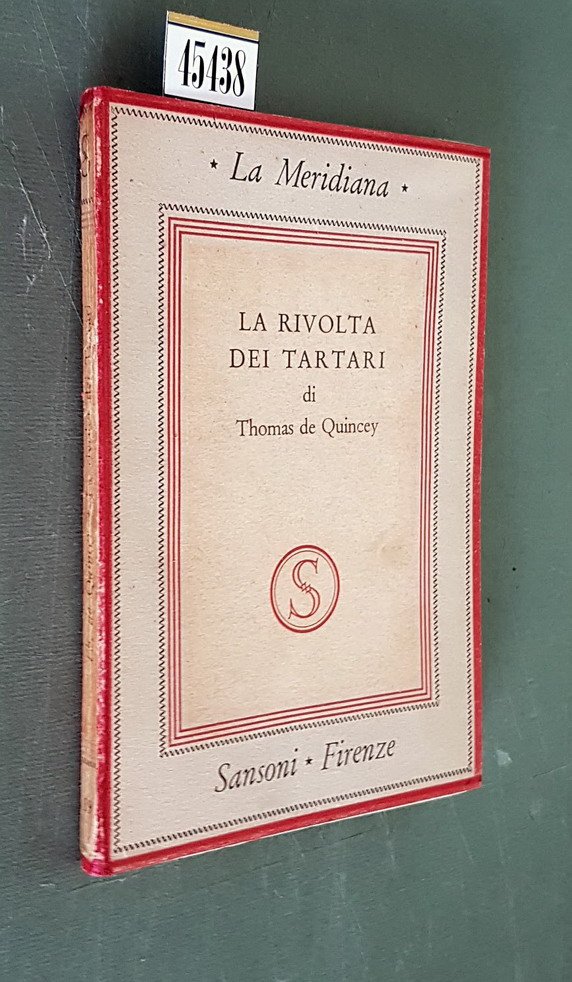 45438
* La Meridiana *
LA RIVOLTA
DEI TARTARI
di
Thomas de Quincey
S
Sansoni * Firenze